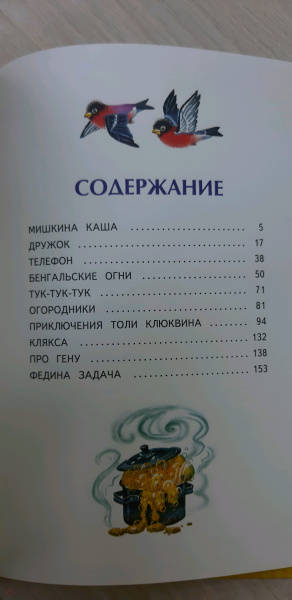 СОДЕРЖАНИЕ
МИШКИНА КАША .................... 5
ДРУЖОК ........................... 17
ТЕЛЕФОН .......................... 38
БЕНГАЛЬСКИЕ ОГНИ ................. 50
ТУК-ТУК-ТУК ...................... 71
ОГОРОДНИКИ ....................... 81
ПРИКЛЮЧЕНИЯ ТОЛИ КЛЮКВИНА ........ 94
КЛЯКСА ........................... 132
ПРО ГЕНУ ......................... 138
ФЕДИНА ЗАДАЧА .................... 153